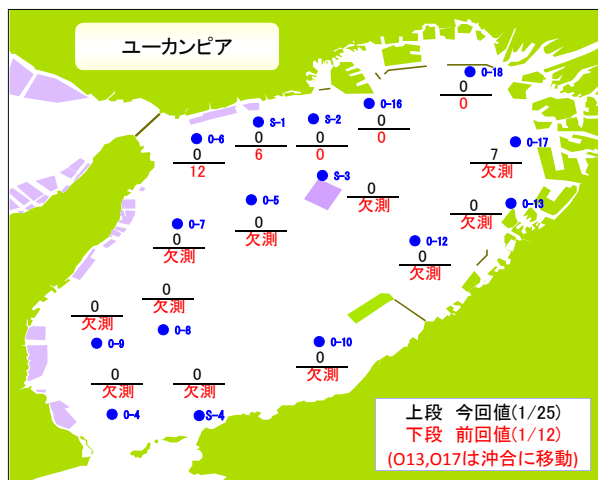 ユーカンピア
O-18
0
0
O-16
0
0
S-1
0
6
S-2
0
0
O-6
0
12
O-17
7
欠測
S-3
0
欠測
O-5
0
欠測
O-13
0
欠測
O-7
0
欠測
O-12
0
欠測
0
欠測
O-8
0
欠測
O-9
O-10
0
欠測
0
欠測
O-4
0
欠測
S-4
上段 今回値(1/25)
下段 前回値(1/12)
(O13,O17は沖合に移動)